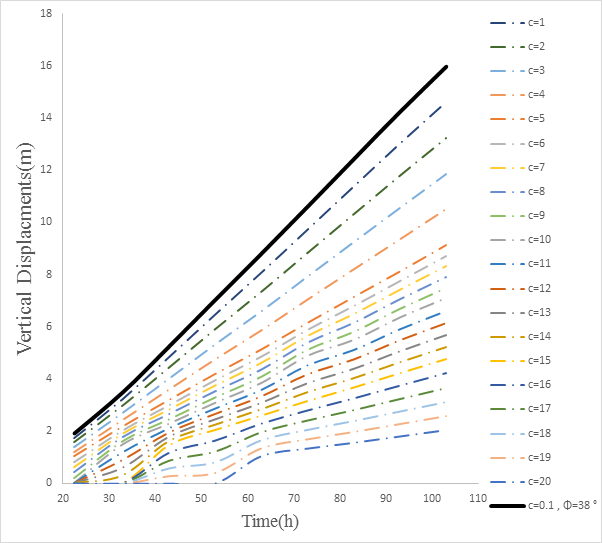 18
16
14
12
10
8
6
4
2
0
20 30 40 50 60 70 80 90 100 110
Vertical Displacments(m)
Time(h)
c=1
c=2
c=3
c=4
c=5
c=6
c=7
c=8
c=9
c=10
c=11
c=12
c=13
c=14
c=15
c=16
c=17
c=18
c=19
c=20
c=0.1 , Φ=38 °